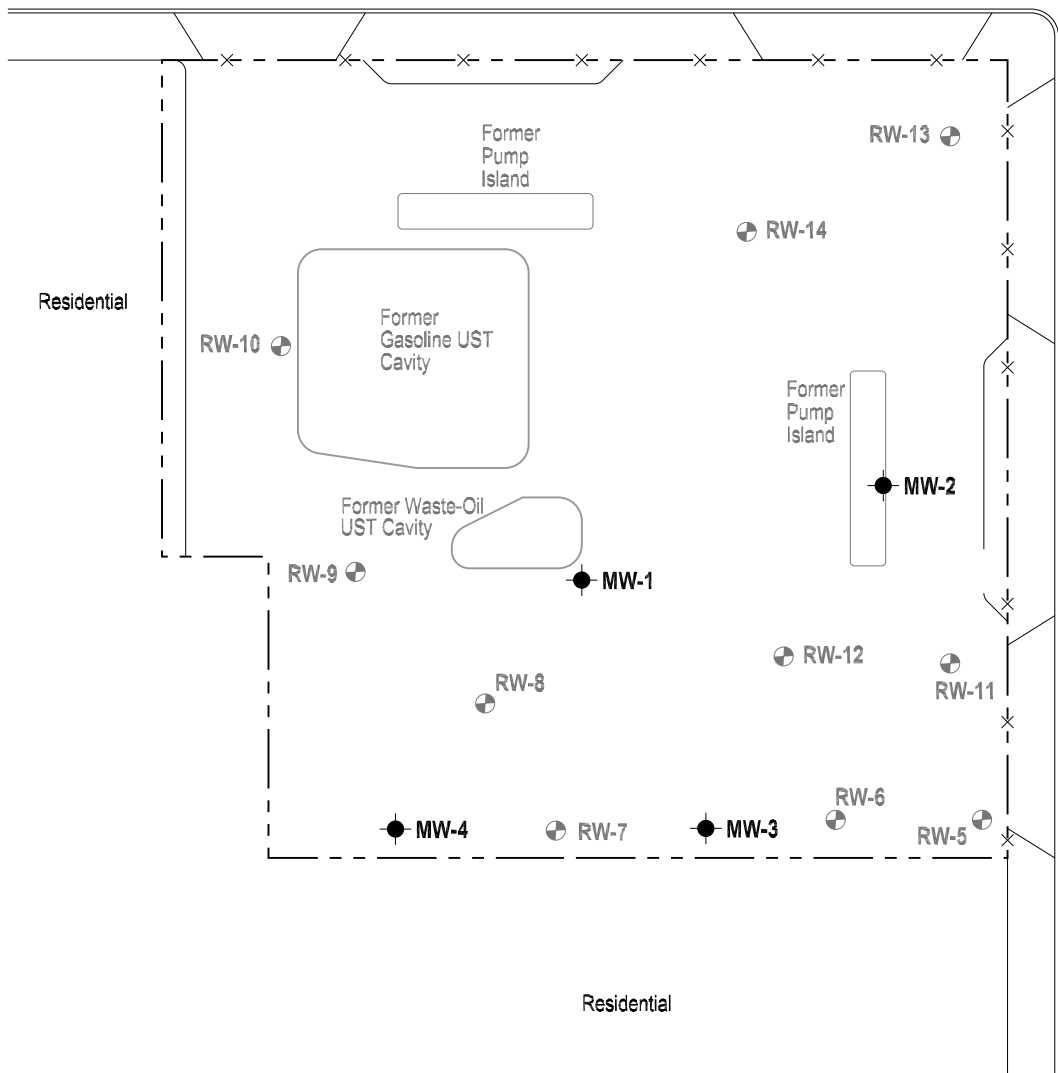 Former
Pump
Island
RW-13
RW-14
Residential
Former
Gasoline UST
Cavity
RW-10
Former
Pump
Island
MW-2
Former Waste-Oil
UST Cavity
RW-9
MW-1
RW-12
RW-11
RW-8
RW-6
MW-4
RW-7
MW-3
RW-5
Residential